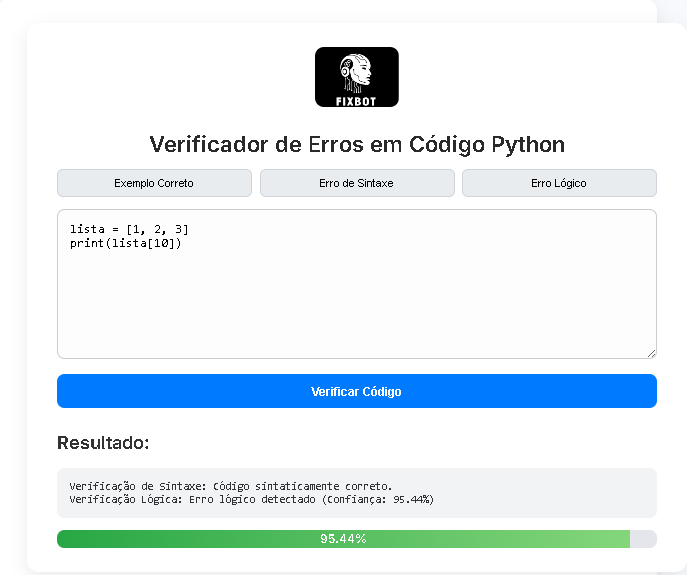 FIXBOT
Verificador de Erros em Código Python
Exemplo Correto
Erro de Sintaxe
Erro Lógico
lista = [1, 2, 3]
print(lista[10])
Verificar Código
Resultado:
Verificação de Sintaxe: Código sintaticamente correto.
Verificação Lógica: Erro lógico detectado (Confiança: 95.44%)
95.44%